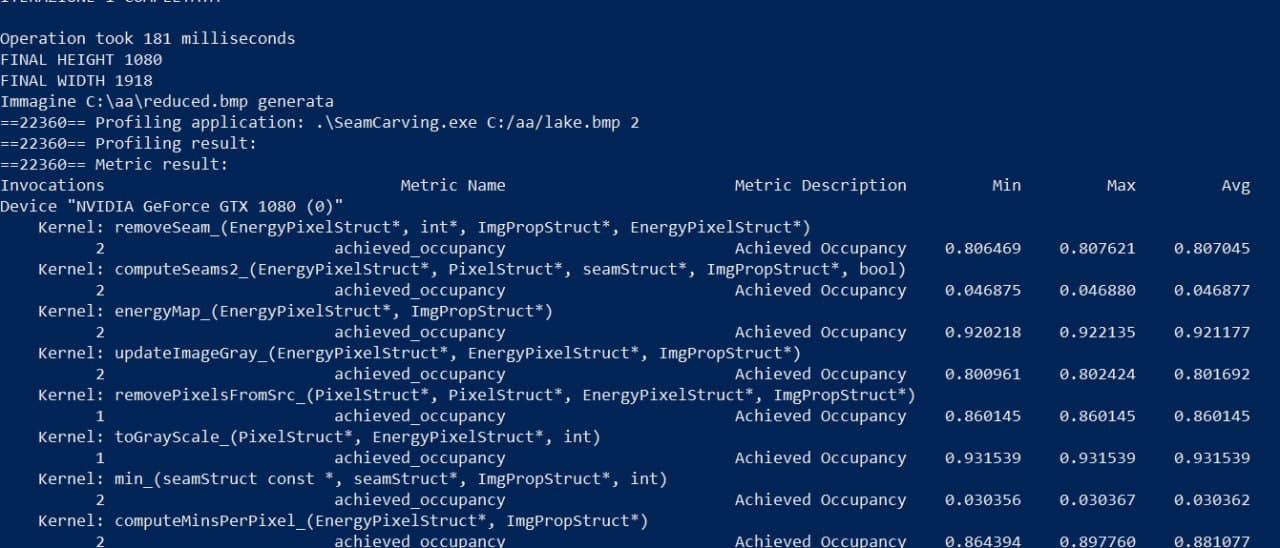 ITERAZIONE 1 COMPLETATA
Operation took 181 milliseconds
FINAL HEIGHT 1080
FINAL WIDTH 1918
Immagine C:\aa\reduced.bmp generata
==22360== Profiling application: .\SeamCarving.exe C:/aa/lake.bmp 2
==22360== Profiling result:
==22360== Metric result:
Invocations Metric Name Metric Description Min Max Avg
Device "NVIDIA GeForce GTX 1080 (0)"
Kernel: removeSeam_(EnergyPixelStruct*, int*, ImgPropStruct*, EnergyPixelStruct*)
2 achieved_occupancy Achieved Occupancy 0.806469 0.807621 0.807045
Kernel: computeSeams2_(EnergyPixelStruct*, PixelStruct*, seamStruct*, ImgPropStruct*, bool)
2 achieved_occupancy Achieved Occupancy 0.046875 0.046880 0.046877
Kernel: energyMap_(EnergyPixelStruct*, ImgPropStruct*)
2 achieved_occupancy Achieved Occupancy 0.920218 0.922135 0.921177
Kernel: updateImageGray_(EnergyPixelStruct*, EnergyPixelStruct*, ImgPropStruct*)
2 achieved_occupancy Achieved Occupancy 0.800961 0.802424 0.801692
Kernel: removePixelsFromSrc_(PixelStruct*, PixelStruct*, EnergyPixelStruct*, ImgPropStruct*)
1 achieved_occupancy Achieved Occupancy 0.860145 0.860145 0.860145
Kernel: toGrayScale_(PixelStruct*, EnergyPixelStruct*, int)
1 achieved_occupancy Achieved Occupancy 0.931539 0.931539 0.931539
Kernel: min_(seamStruct const *, seamStruct*, ImgPropStruct*, int)
2 achieved_occupancy Achieved Occupancy 0.030356 0.030367 0.030362
Kernel: computeMinsPerPixel_(EnergyPixelStruct*, ImgPropStruct*)
2 achieved_occupancy Achieved Occupancy 0.864394 0.897760 0.881077